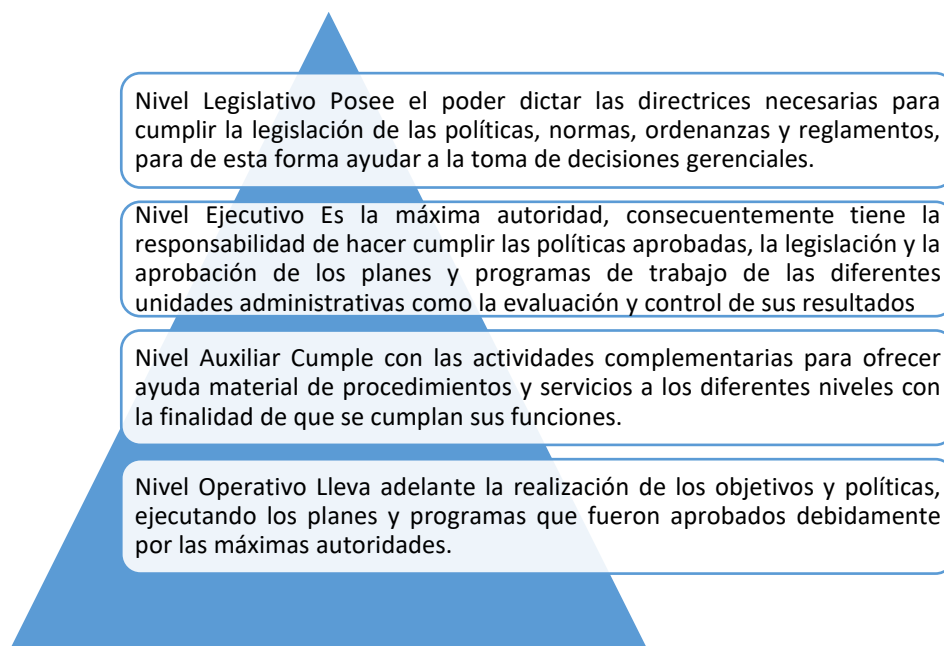 Nivel Legislativo Posee el poder dictar las directrices necesarias para
cumplir la legislación de las políticas, normas, ordenanzas y reglamentos,
para de esta forma ayudar a la toma de decisiones gerenciales.
Nivel Ejecutivo Es la máxima autoridad, consecuentemente tiene la
responsabilidad de hacer cumplir las políticas aprobadas, la legislación y la
aprobación de los planes y programas de trabajo de las diferentes
unidades administrativas como la evaluación y control de sus resultados
Nivel Auxiliar Cumple con las actividades complementarias para ofrecer
ayuda material de procedimientos y servicios a los diferentes niveles con
la finalidad de que se cumplan sus funciones.
Nivel Operativo Lleva adelante la realización de los objetivos y políticas,
ejecutando los planes y programas que fueron aprobados debidamente
por las máximas autoridades.